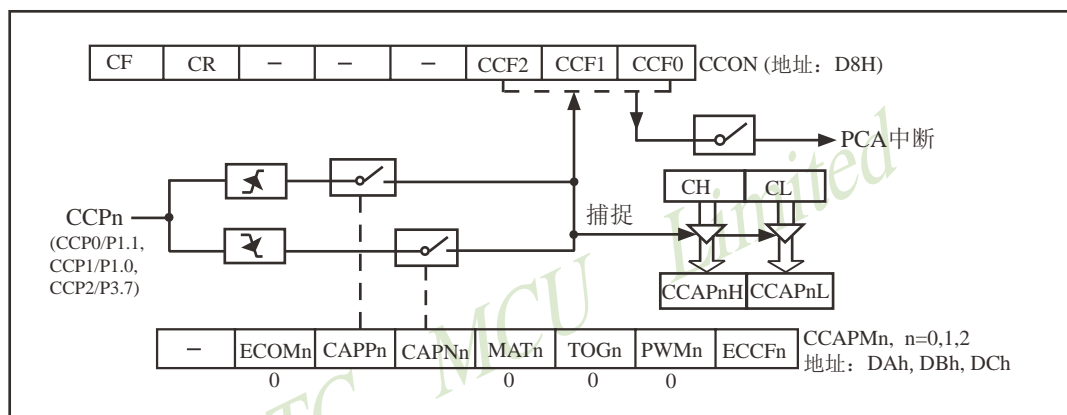 CF CR – – – CCF2 CCF1 CCF0 CCON (地址：D8H)
PCA中断
CH CL
CCPn
(CCP0/P1.1,
CCP1/P1.0,
CCP2/P3.7)
捕捉
CCAPnH CCAPnL
– ECOMn CAPPn CAPNn MATn TOGn PWMn ECCFn
CCAPMn, n=0,1,2
地址：DAh, DBh, DCh
0 0 0 0
MCU Limited